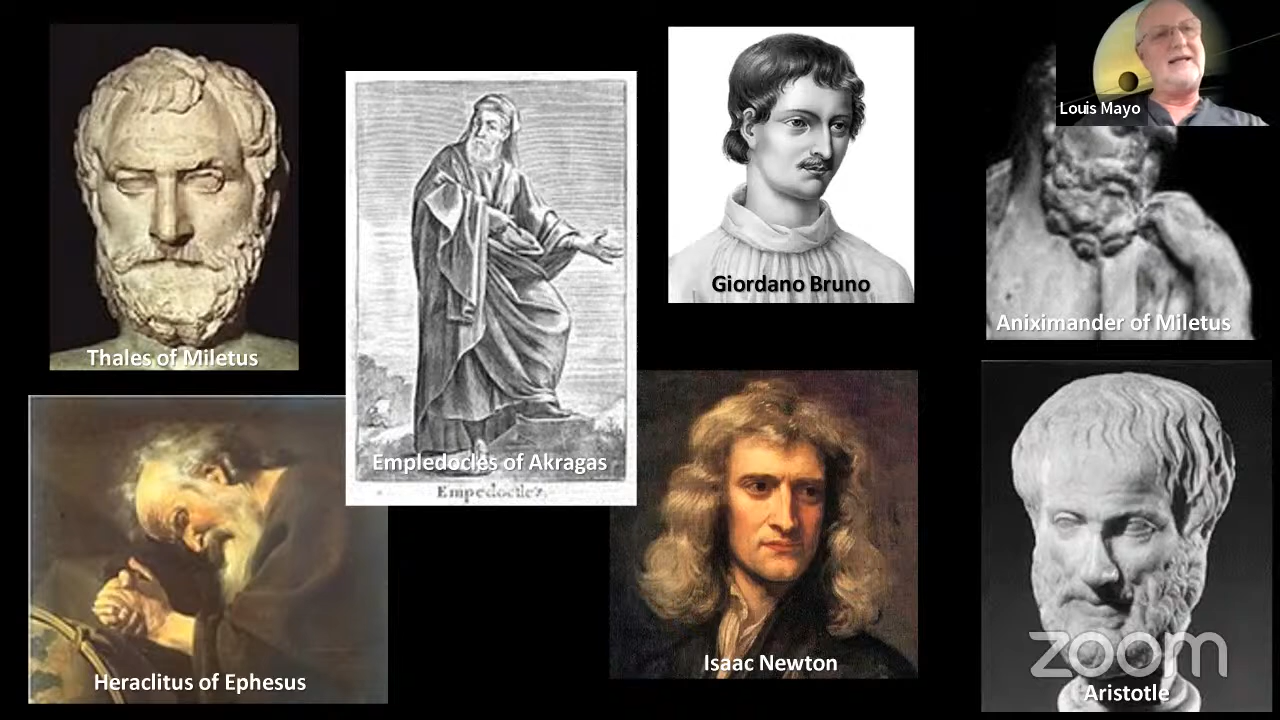 Louis Mayo
Thales of Miletus
Empledocles of Akragas
Empedocles.
Giordano Bruno
Aniximander of Miletus
Heraclitus of Ephesus
Isaac Newton
zoom
Aristotle